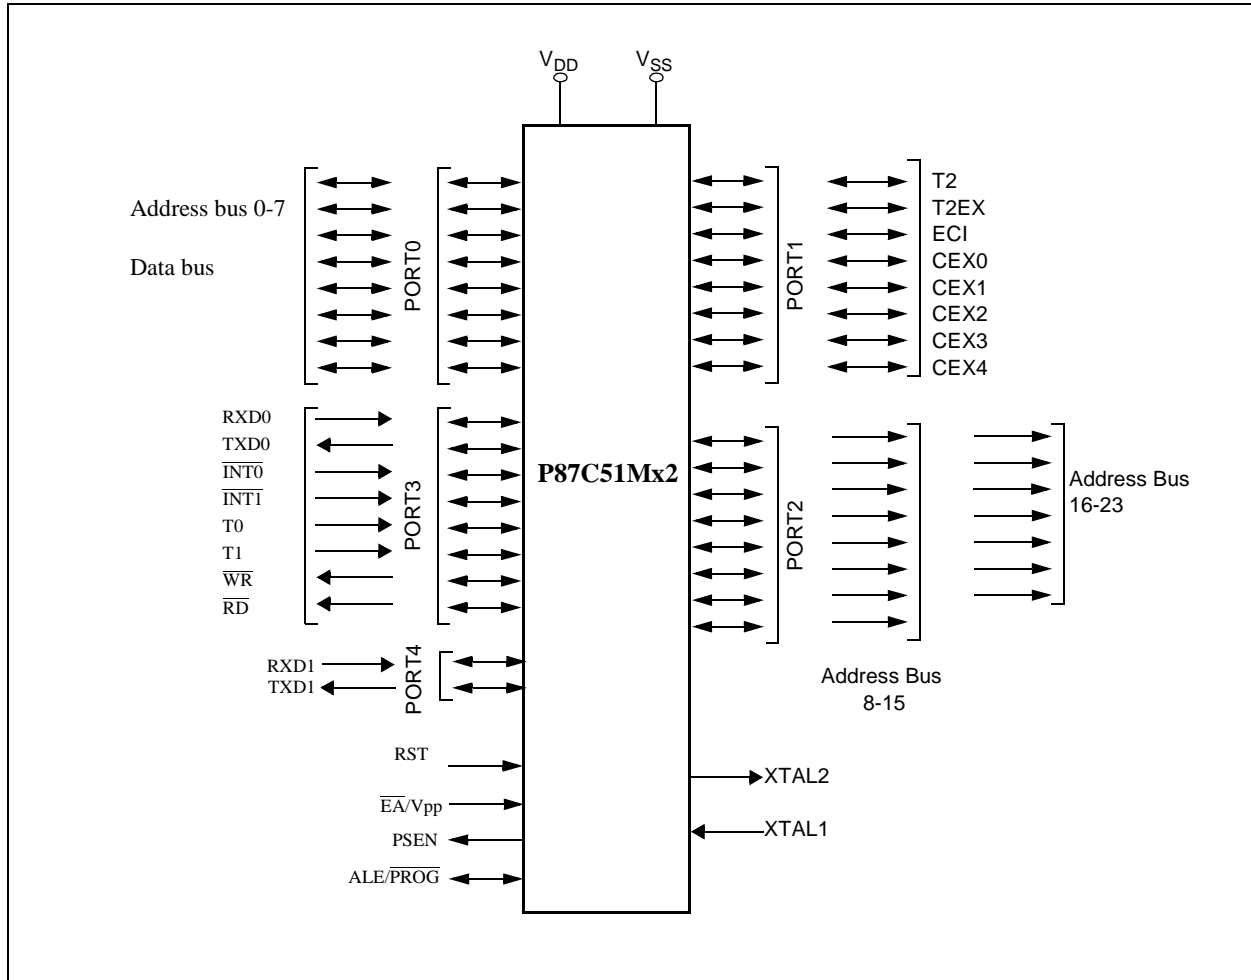 VDD
VSS
Address bus 0-7
Data bus
PORT0
PORT1
T2
T2EX
ECI
CEX0
CEX1
CEX2
CEX3
CEX4
RXD0
TXD0
INT0
INT1
T0
T1
WR
RD
PORT3
P87C51Mx2
PORT2
Address Bus
16-23
Address Bus
8-15
RXD1
TXD1
PORT4
RST
EA/Vpp
PSEN
ALE/PROG
XTAL2
XTAL1